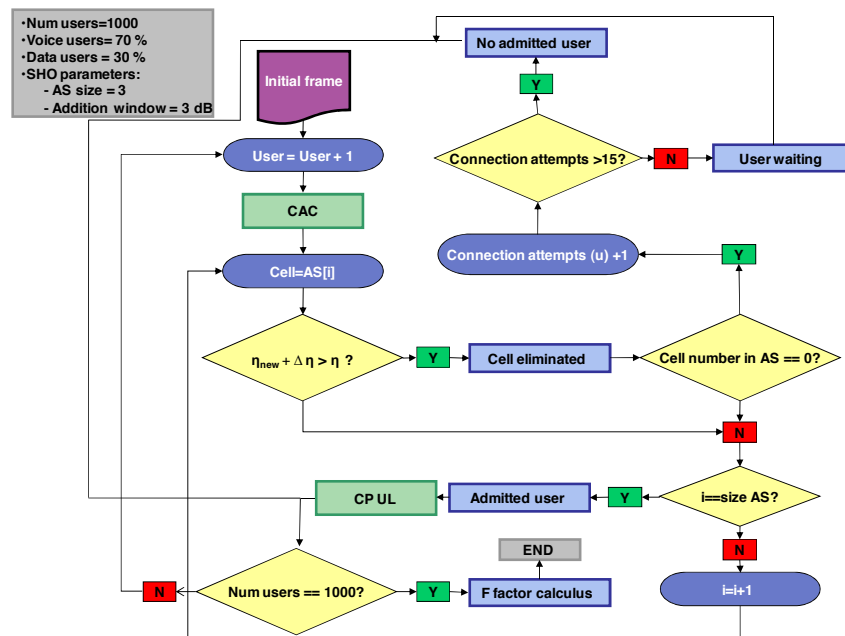 •Num users=1000
•Voice users= 70 %
•Data users = 30 %
•SHO parameters:
- AS size = 3
- Addition window = 3 dB
No admitted user
Initial frame
Y
Connection attempts >15?
N
User waiting
User = User + 1
CAC
Connection attempts (u) +1
Y
Cell=AS[i]
ηnew + Δ η > η ?
Y
Cell eliminated
Cell number in AS == 0?
N
CP UL
Admitted user
Y
i==size AS?
END
N
N
Num users == 1000?
Y
F factor calculus
i=i+1